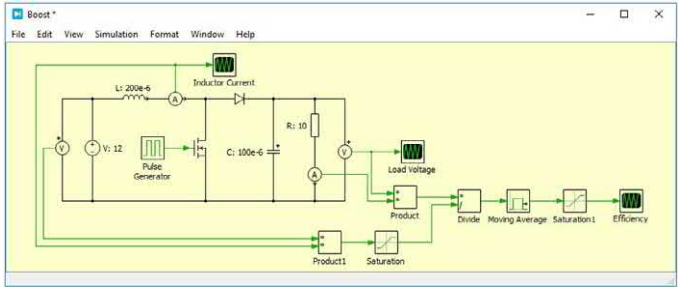 Boost *
File Edit View Simulation Format Window Help
Inductor Current
L: 200e-6
A
V
V: 12
Pulse
Generator
C: 100e-6
R: 10
V
A
Load Voltage
Product
Divide
Moving Average
Saturation1
Efficiency
Product1
Saturation